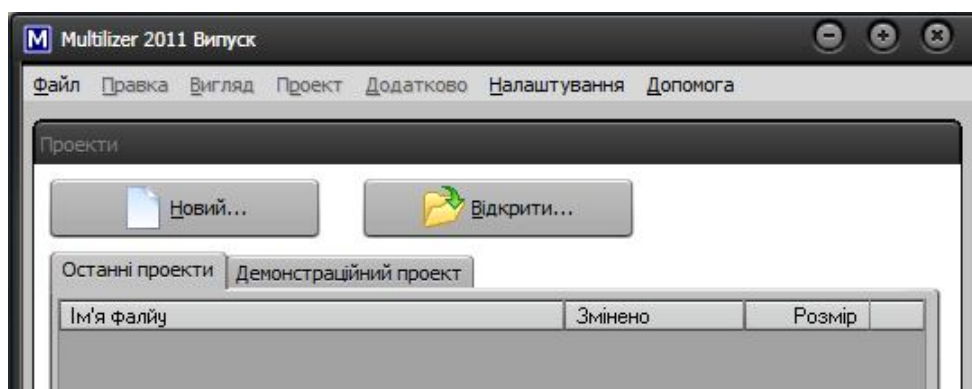 M Multilizer 2011 Випуск
Файл Правка Вигляд Проект Додатково Налаштування Допомога
Проекти
Новий... Відкрити...
Останні проекти Демонстраційний проект
Ім'я фалйу Змінено Розмір